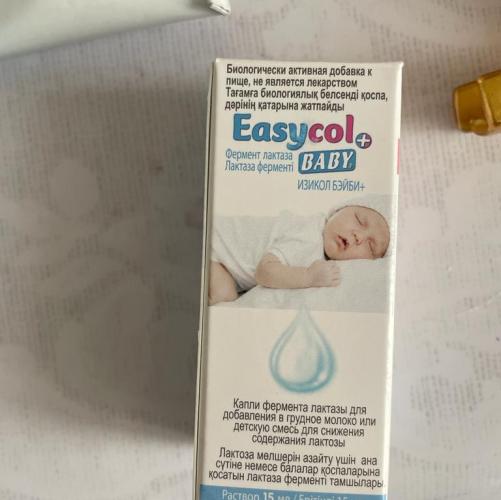 Биологически активная добавка к
пище, не является лекарством
Тағамға биологиялық белсенді қоспа,
дәрінің қатарына жатпайды
Easycol+
BABY
Фермент лактаза
Лактаза ферменті
ИЗИКОЛ БЭЙБИ+
Капли фермента лактазы для
добавления в грудное молоко или
детскую смесь для снижения
содержания лактозы
Лактоза мөлшерін азайту үшін ана
сүтіне немесе балалар қоспаларына
қосатын лактаза ферменті тамшылары
Раствор 15 мл /